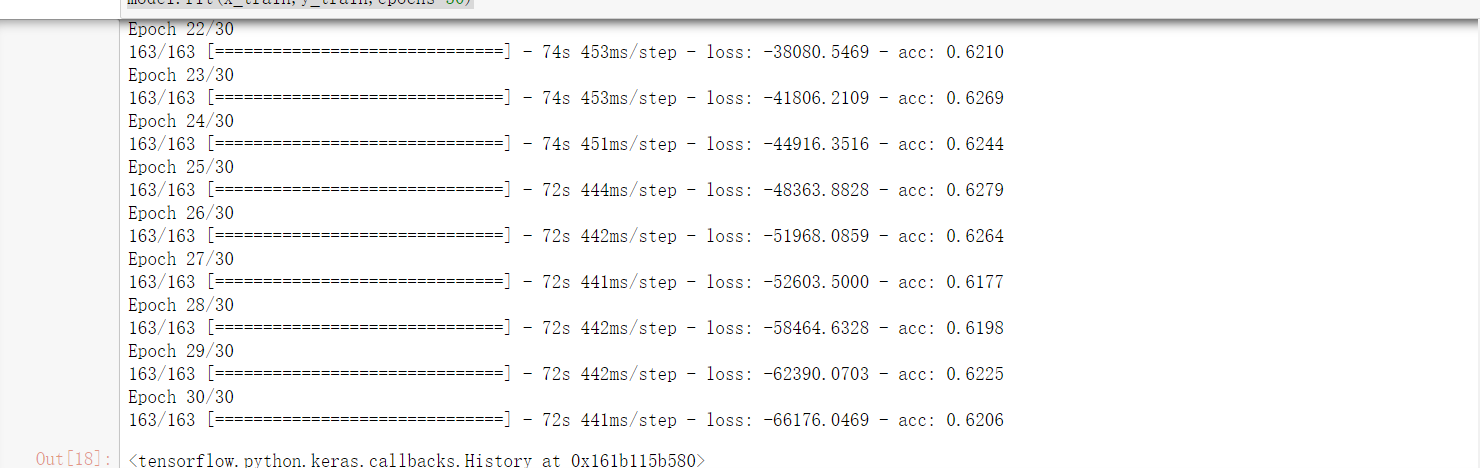 model.fit(x_train,y_train,epochs=30)
Epoch 22/30
163/163 [==============================] - 74s 453ms/step - loss: -38080.5469 - acc: 0.6210
Epoch 23/30
163/163 [==============================] - 74s 453ms/step - loss: -41806.2109 - acc: 0.6269
Epoch 24/30
163/163 [==============================] - 74s 451ms/step - loss: -44916.3516 - acc: 0.6244
Epoch 25/30
163/163 [==============================] - 72s 444ms/step - loss: -48363.8828 - acc: 0.6279
Epoch 26/30
163/163 [==============================] - 72s 442ms/step - loss: -51968.0859 - acc: 0.6264
Epoch 27/30
163/163 [==============================] - 72s 441ms/step - loss: -52603.5000 - acc: 0.6177
Epoch 28/30
163/163 [==============================] - 72s 442ms/step - loss: -58464.6328 - acc: 0.6198
Epoch 29/30
163/163 [==============================] - 72s 442ms/step - loss: -62390.0703 - acc: 0.6225
Epoch 30/30
163/163 [==============================] - 72s 441ms/step - loss: -66176.0469 - acc: 0.6206
Out[18]: <tensorflow.python.keras.callbacks.History at 0x161b115b580>